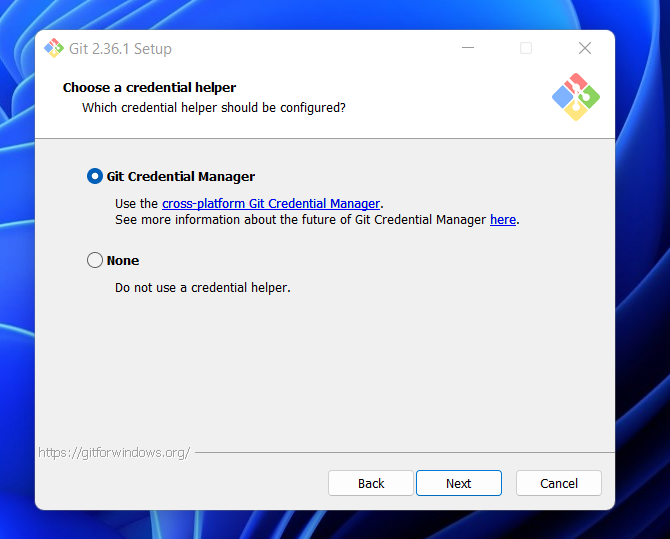 Git 2.36.1 Setup
Choose a credential helper
Which credential helper should be configured?
Git Credential Manager
Use the cross-platform Git Credential Manager.
See more information about the future of Git Credential Manager here.
None
Do not use a credential helper.
https://gitforwindows.org/
Back Next Cancel